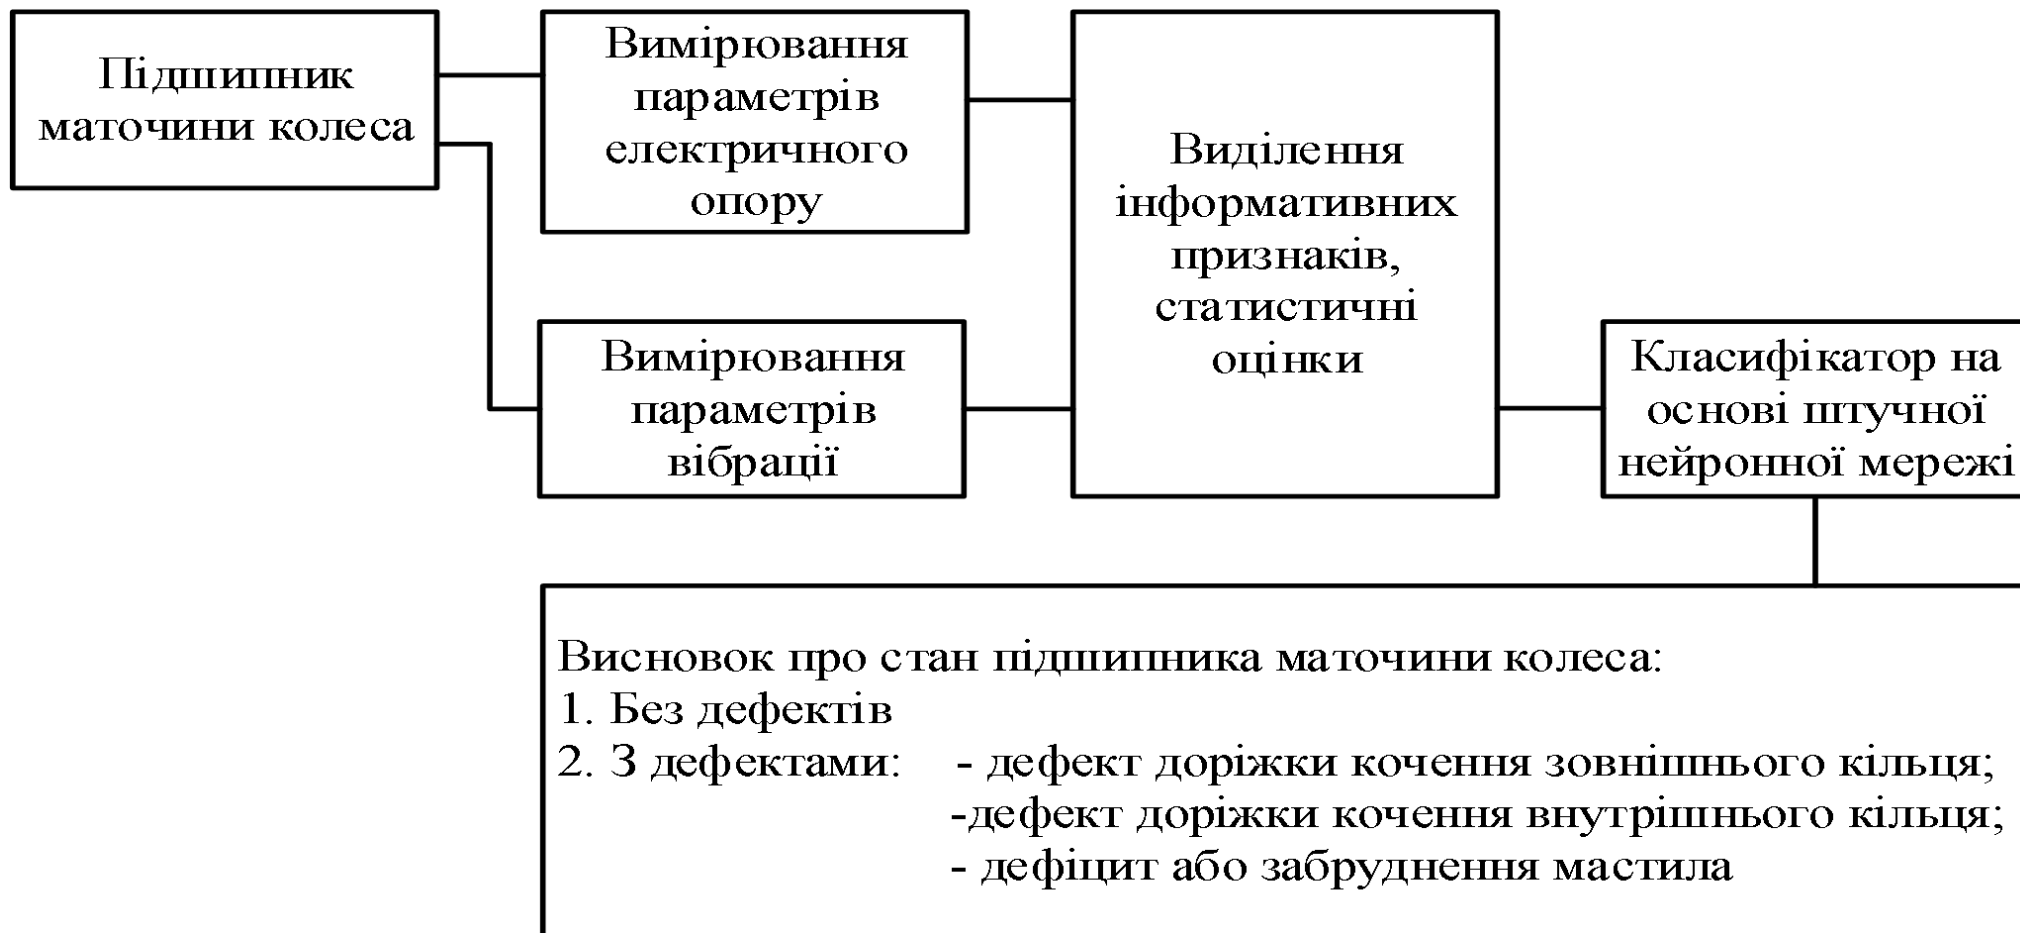 Підшипник
маточини колеса
Вимірювання
параметрів
електричного
опору
Вимірювання
параметрів
вібрації
Виділення
інформативних
признаків,
статистичні
оцінки
Класифікатор на
основі штучної
нейронної мережі
Висновок про стан підшипника маточини колеса:
1. Без дефектів
2. З дефектами: - дефект доріжки кочення зовнішнього кільця;
-дефект доріжки кочення внутрішнього кільця;
- дефіцит або забруднення мастила